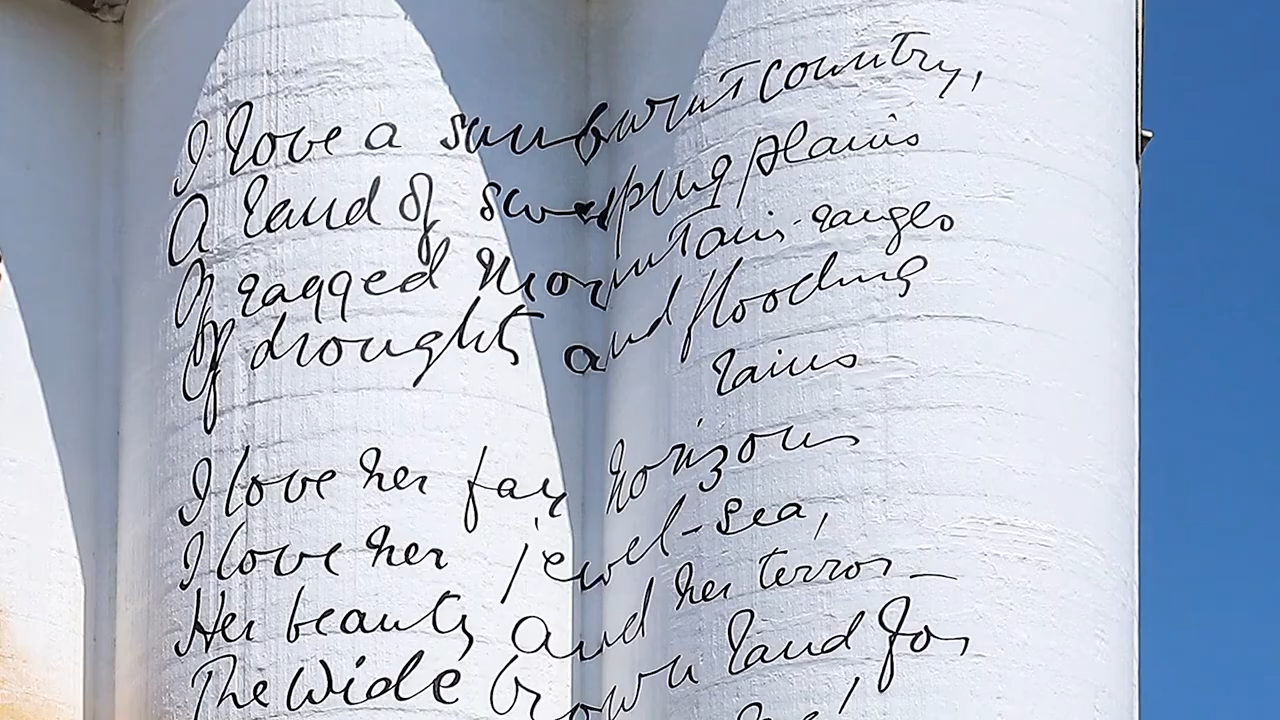 I love a sunburnt country,
A land of sweeping plains
Of ragged mountain ranges
Of droughts and flooding
rains
I love her far horizons
I love her jewel-sea,
Her beauty and her terror –
The Wide brown land for
me!